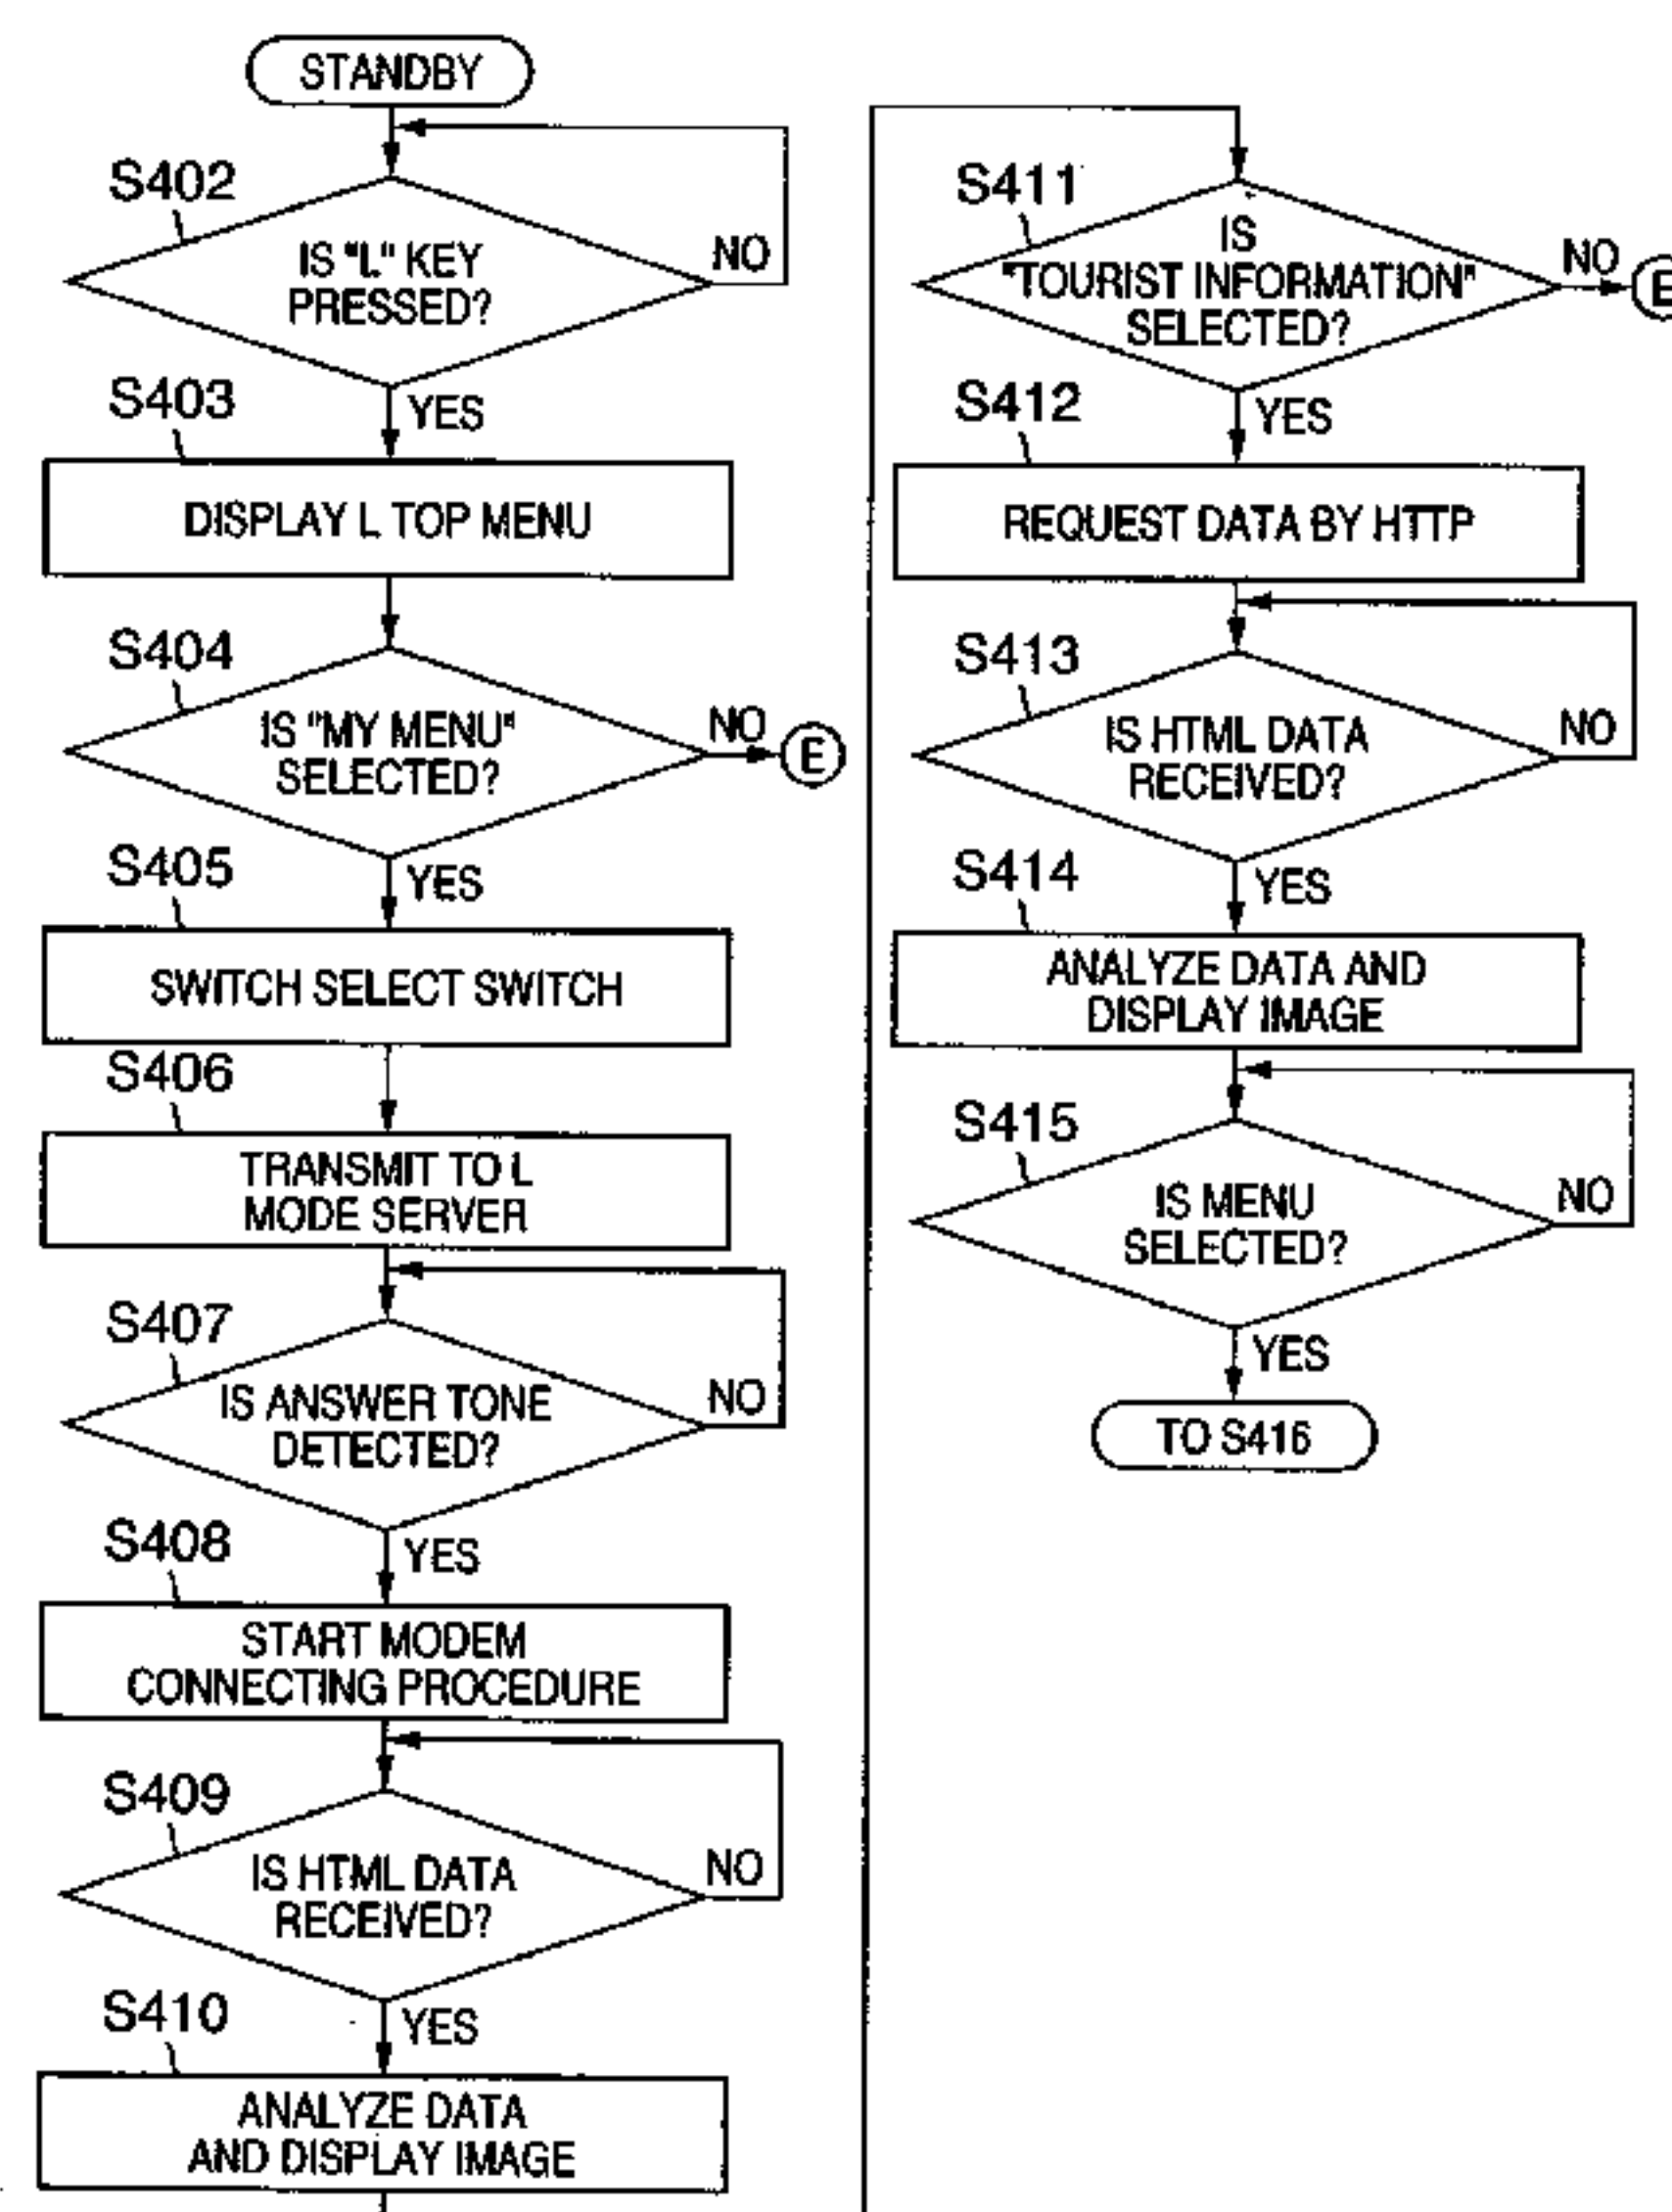 STANDBY
S402
IS "L" KEY
PRESSED?
NO
YES
S403
DISPLAY L TOP MENU
S404
IS "MY MENU"
SELECTED?
NO
E
YES
S405
SWITCH SELECT SWITCH
S406
TRANSMIT TO L
MODE SERVER
S407
IS ANSWER TONE
DETECTED?
NO
YES
S408
START MODEM
CONNECTING PROCEDURE
S409
IS HTML DATA
RECEIVED?
NO
YES
S410
ANALYZE DATA
AND DISPLAY IMAGE
S411
IS
"TOURIST INFORMATION"
SELECTED?
NO
E
YES
S412
REQUEST DATA BY HTTP
S413
IS HTML DATA
RECEIVED?
NO
YES
S414
ANALYZE DATA AND
DISPLAY IMAGE
S415
IS MENU
SELECTED?
NO
YES
TO S416